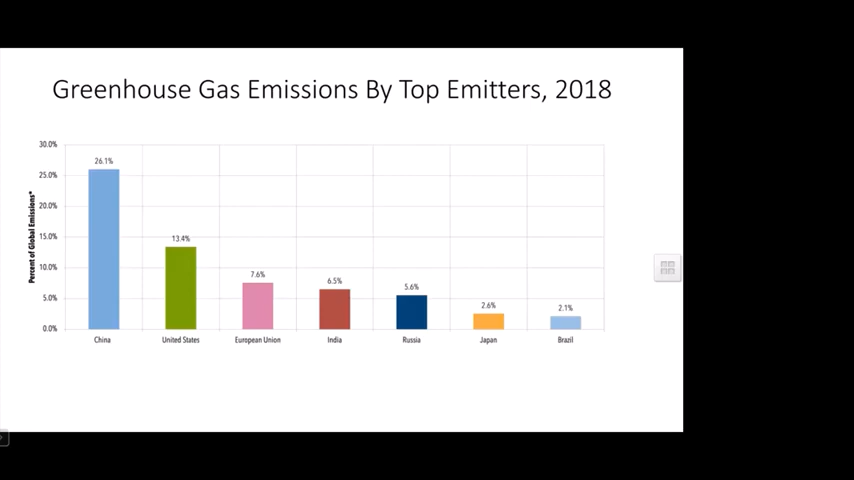 Greenhouse Gas Emissions By Top Emitters, 2018
30.0%
25.0%
20.0%
15.0%
10.0%
5.0%
0.0%
Percent of Global Emissions*
26.1%
13.4%
7.6%
6.5%
5.6%
2.6%
2.1%
China
United States
European Union
India
Russia
Japan
Brazil